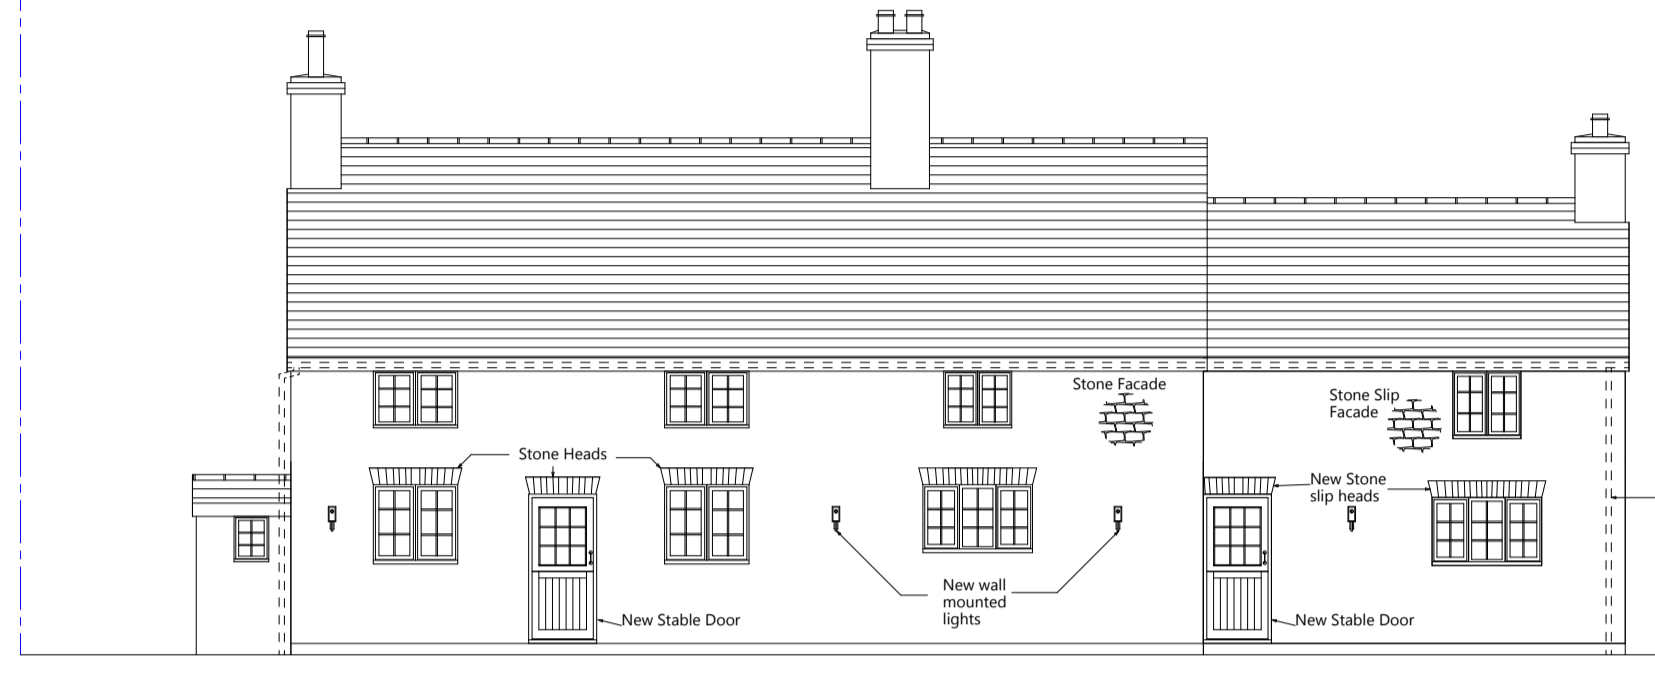 Stone Facade
Stone Slip
Facade
Stone Heads
New Stone
slip heads
New wall
mounted
lights
New Stable Door
New Stable Door